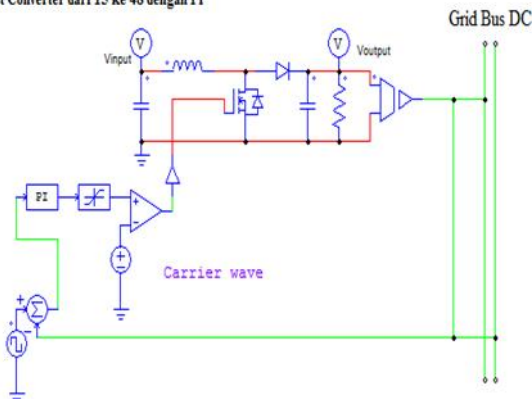 Converter dari 15 ke 48 dengan PI
Grid Bus DC
V
V
Vinput
Voutput
PI
Carrier wave